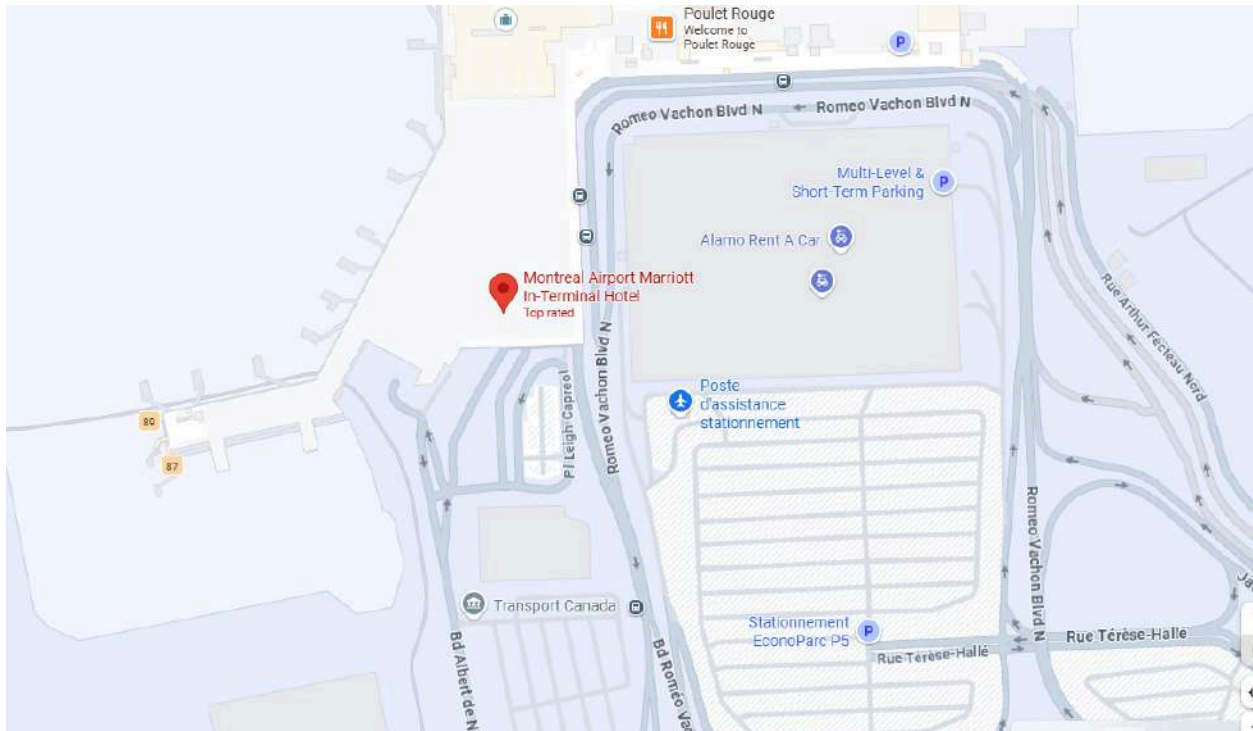 Poulet Rouge
Welcome to
Poulet Rouge
P
Romeo Vachon Blvd N
Romeo Vachon Blvd N
Multi-Level &
Short-Term Parking
P
Alamo Rent A Car
Montreal Airport Marriott
In-Terminal Hotel
Top rated
Romeo Vachon Blvd N
Rue Arthur Fecteau Nord
Poste
d'assistance
stationnement
80
87
Pl Leigh Capreol
Romeo Vachon Blvd N
Transport Canada
Stationnement
EconoParc P5
P
Rue Térèse-Hallé
Rue Térèse-Hallé
Bd Albert de N
Bd Roméo Vac